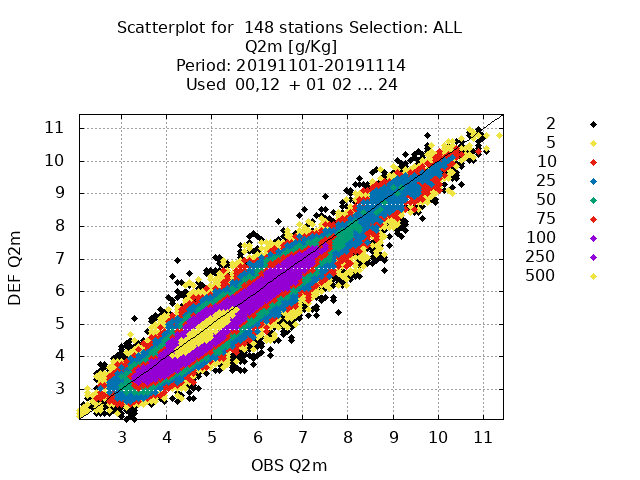 Scatterplot for  148 stations Selection: ALL
Q2m [g/Kg]
Period: 20191101-20191114
Used  00,12  + 01 02 ... 24
DEF Q2m
11
10
9
8
7
6
5
4
3
3 4 5 6 7 8 9 10 11
OBS Q2m
2
5
10
25
50
75
100
250
500